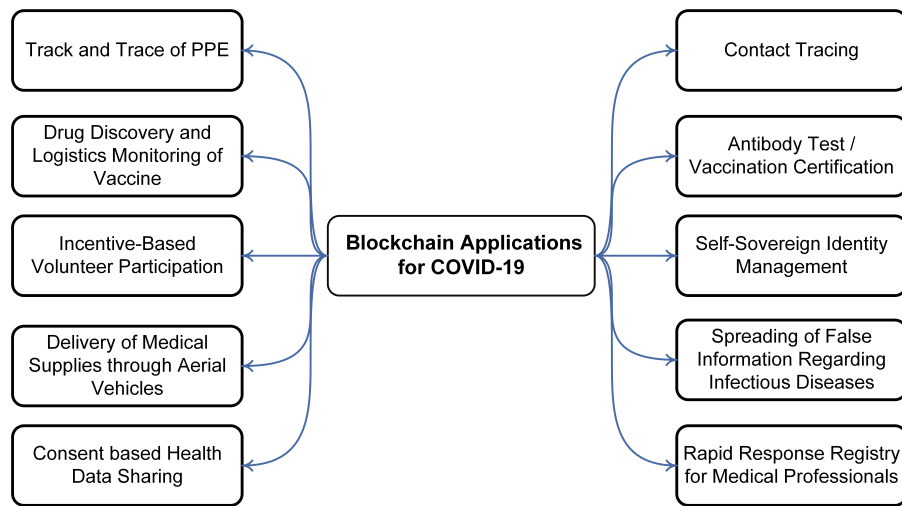 Track and Trace of PPE
Drug Discovery and
Logistics Monitoring of
Vaccine
Incentive-Based
Volunteer Participation
Delivery of Medical
Supplies through Aerial
Vehicles
Consent based Health
Data Sharing
Blockchain Applications
for COVID-19
Contact Tracing
Antibody Test /
Vaccination Certification
Self-Sovereign Identity
Management
Spreading of False
Information Regarding
Infectious Diseases
Rapid Response Registry
for Medical Professionals